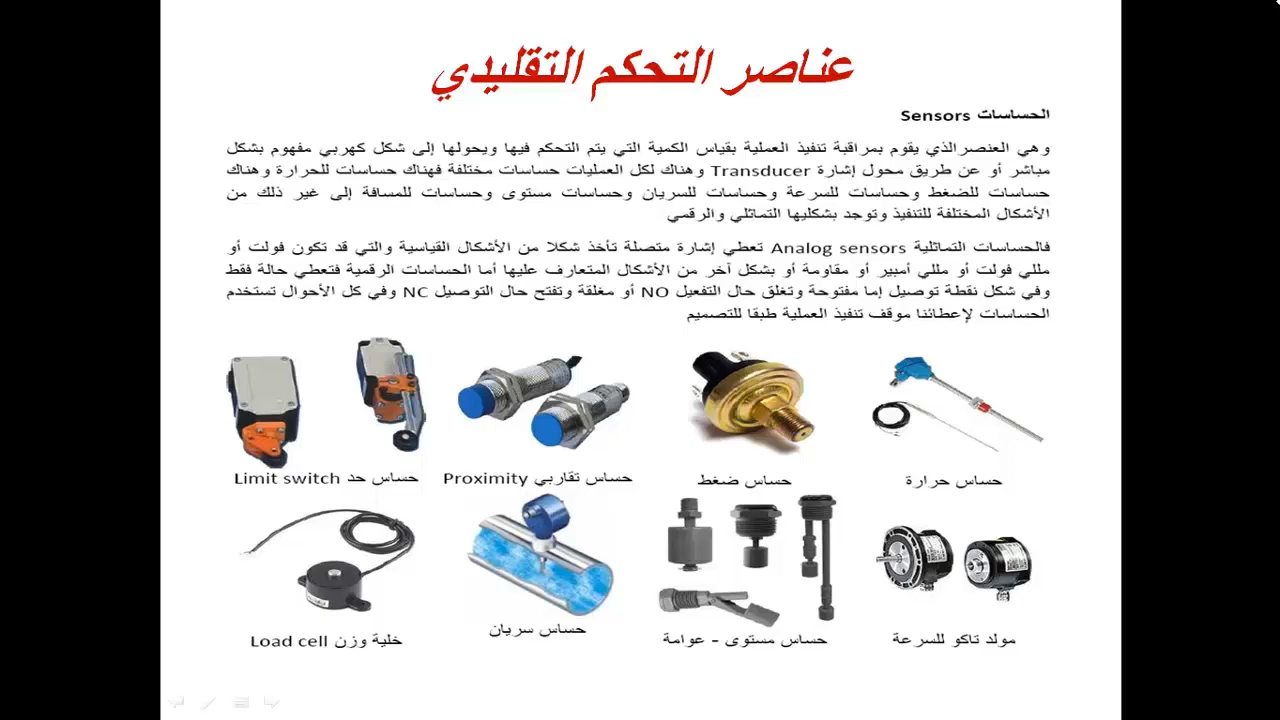 عناصر التحكم التقليدي
الحساسات Sensors
وهي العنصرالذي يقوم بمراقبة تنفيذ العملية بقياس الكمية التي يتم التحكم فيها ويحولها إلى شكل كهربي مفهوم بشكل
مباشر أو عن طريق محول إشارة Transducer وهناك لكل العمليات حساسات مختلفة فهناك حساسات للحرارة وهناك
حساسات للضغط وحساسات للسرعة وحساسات للسريان وحساسات مستوى وحساسات للمسافة إلى غير ذلك من
الأشكال المختلفة للتنفيذ وتوجد بشكليها التماثلي والرقمي
فالحساسات التماثلية Analog sensors تعطي إشارة متصلة تأخذ شكلا من الأشكال القياسية والتي قد تكون فولت أو
مللي فولت أو مللي أمبير أو مقاومة أو بشكل آخر من الأشكال المتعارف عليها أما الحساسات الرقمية فتعطي حالة فقط
وفي شكل نقطة توصيل إما مفتوحة وتغلق حال التفعيل NO أو مغلقة وتفتح حال التوصيل NC وفي كل الأحوال تستخدم
الحساسات لإعطائنا موقف تنفيذ العملية طبقا للتصميم
حساس حرارة
حساس ضغط
حساس تقاربي Proximity
حساس حد Limit switch
مولد تاكو للسرعة
حساس مستوى - عوامة
حساس سريان
خلية وزن Load cell